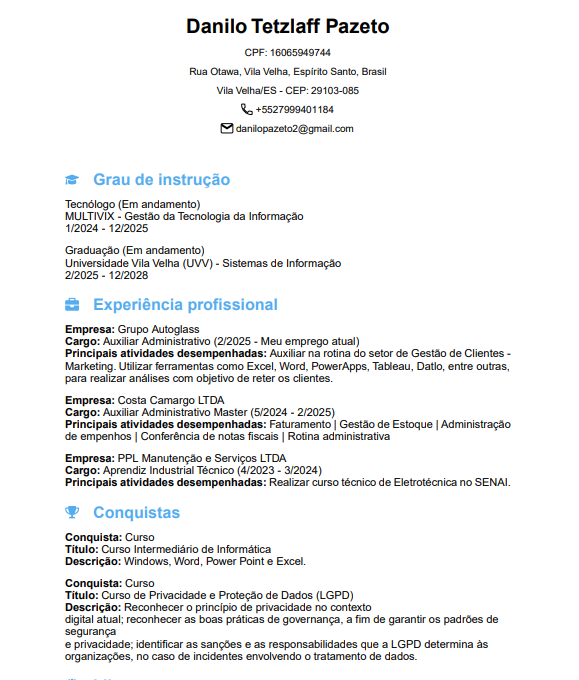 Danilo Tetzlaff Pazeto
CPF: 16065949744
Rua Otawa, Vila Velha, Espírito Santo, Brasil
Vila Velha/ES - CEP: 29103-085
+5527999401184
danilopazeto2@gmail.com
Grau de instrução
Tecnólogo (Em andamento)
MULTIVIX - Gestão da Tecnologia da Informação
1/2024 - 12/2025
Graduação (Em andamento)
Universidade Vila Velha (UVV) - Sistemas de Informação
2/2025 - 12/2028
Experiência profissional
Empresa: Grupo Autoglass
Cargo: Auxiliar Administrativo (2/2025 - Meu emprego atual)
Principais atividades desempenhadas: Auxiliar na rotina do setor de Gestão de Clientes -
Marketing. Utilizar ferramentas como Excel, Word, PowerApps, Tableau, Datlo, entre outras,
para realizar análises com objetivo de reter os clientes.
Empresa: Costa Camargo LTDA
Cargo: Auxiliar Administrativo Master (5/2024 - 2/2025)
Principais atividades desempenhadas: Faturamento | Gestão de Estoque | Administração
de empenhos | Conferência de notas fiscais | Rotina administrativa
Empresa: PPL Manutenção e Serviços LTDA
Cargo: Aprendiz Industrial Técnico (4/2023 - 3/2024)
Principais atividades desempenhadas: Realizar curso técnico de Eletrotécnica no SENAI.
Conquistas
Conquista: Curso
Título: Curso Intermediário de Informática
Descrição: Windows, Word, Power Point e Excel.
Conquista: Curso
Título: Curso de Privacidade e Proteção de Dados (LGPD)
Descrição: Reconhecer o princípio de privacidade no contexto
digital atual; reconhecer as boas práticas de governança, a fim de garantir os padrões de
segurança
e privacidade; identificar as sanções e as responsabilidades que a LGPD determina às
organizações, no caso de incidentes envolvendo o tratamento de dados.